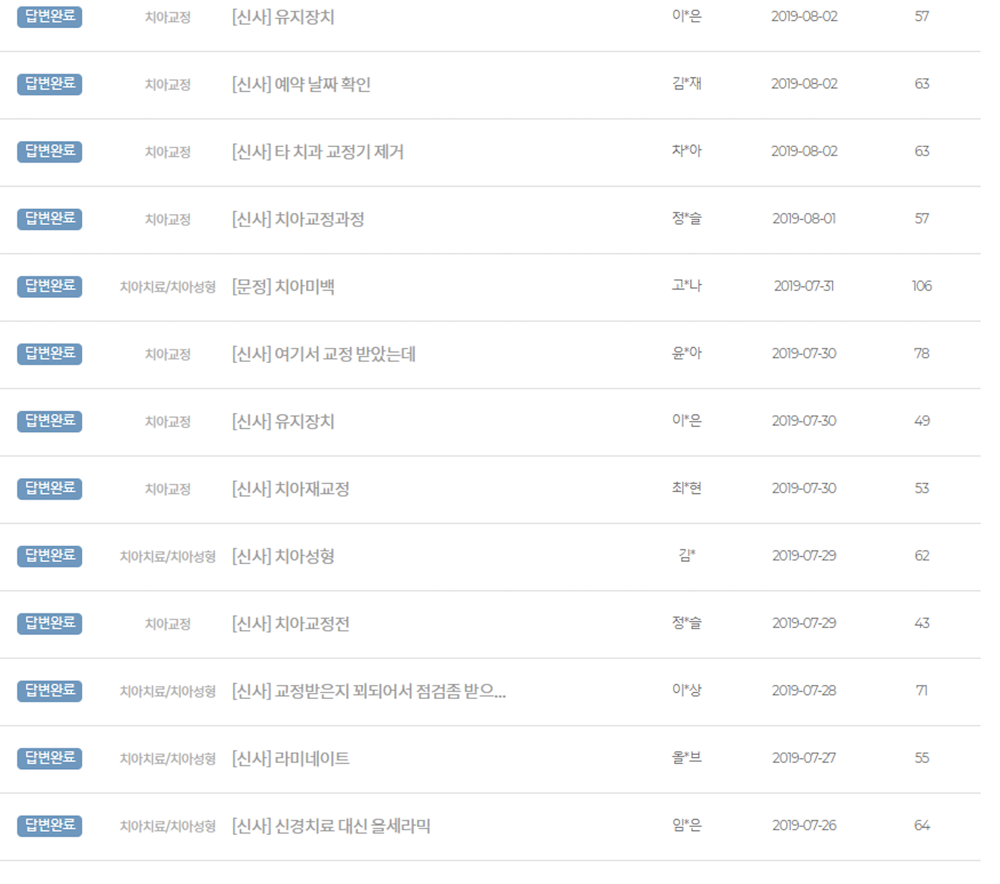 답변완료 치아교정 [신사] 유지장치 이*은 2019-08-02 57
답변완료 치아교정 [신사] 예약 날짜 확인 김*재 2019-08-02 63
답변완료 치아교정 [신사] 타 치과 교정기 제거 차*아 2019-08-02 63
답변완료 치아교정 [신사] 치아교정과정 정*슬 2019-08-01 57
답변완료 치아치료/치아성형 [문정] 치아미백 고*나 2019-07-31 106
답변완료 치아교정 [신사] 여기서 교정 받았는데 윤*아 2019-07-30 78
답변완료 치아교정 [신사] 유지장치 이*은 2019-07-30 49
답변완료 치아교정 [신사] 치아재교정 최*현 2019-07-30 53
답변완료 치아치료/치아성형 [신사] 치아성형 김* 2019-07-29 62
답변완료 치아교정 [신사] 치아교정전 정*슬 2019-07-29 43
답변완료 치아치료/치아성형 [신사] 교정받은지 꾀되어서 점검좀 받으... 이*상 2019-07-28 71
답변완료 치아치료/치아성형 [신사] 라미네이트 올*브 2019-07-27 55
답변완료 치아치료/치아성형 [신사] 신경치료 대신 올세라믹 임*은 2019-07-26 64